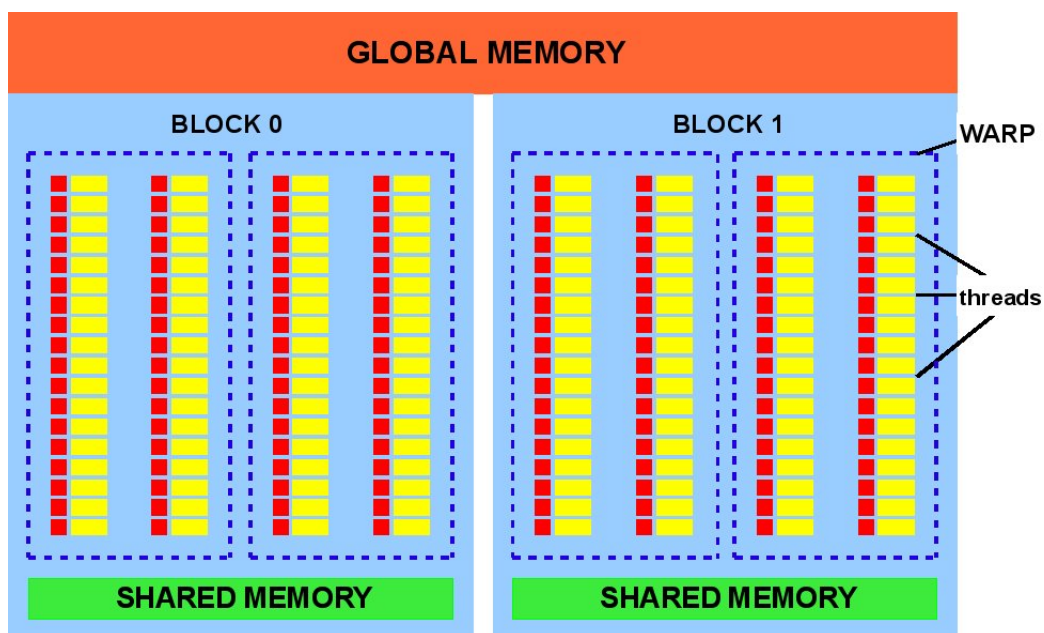 GLOBAL MEMORY
BLOCK 0
BLOCK 1
WARP
threads
SHARED MEMORY
SHARED MEMORY